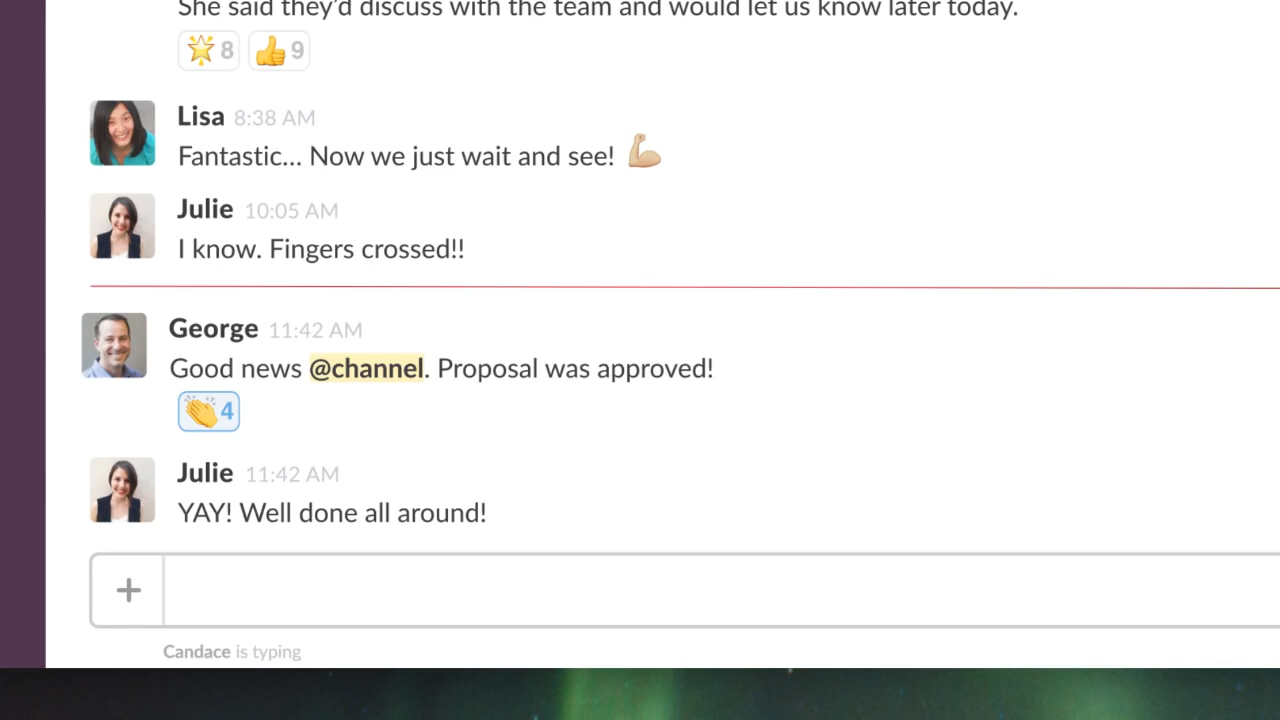 She said they'd discuss with the team and would let us know later today.
8 9
Lisa 8:38 AM
Fantastic... Now we just wait and see!
Julie 10:05 AM
I know. Fingers crossed!!
George 11:42 AM
Good news @channel. Proposal was approved!
4
Julie 11:42 AM
YAY! Well done all around!
+
Candace is typing